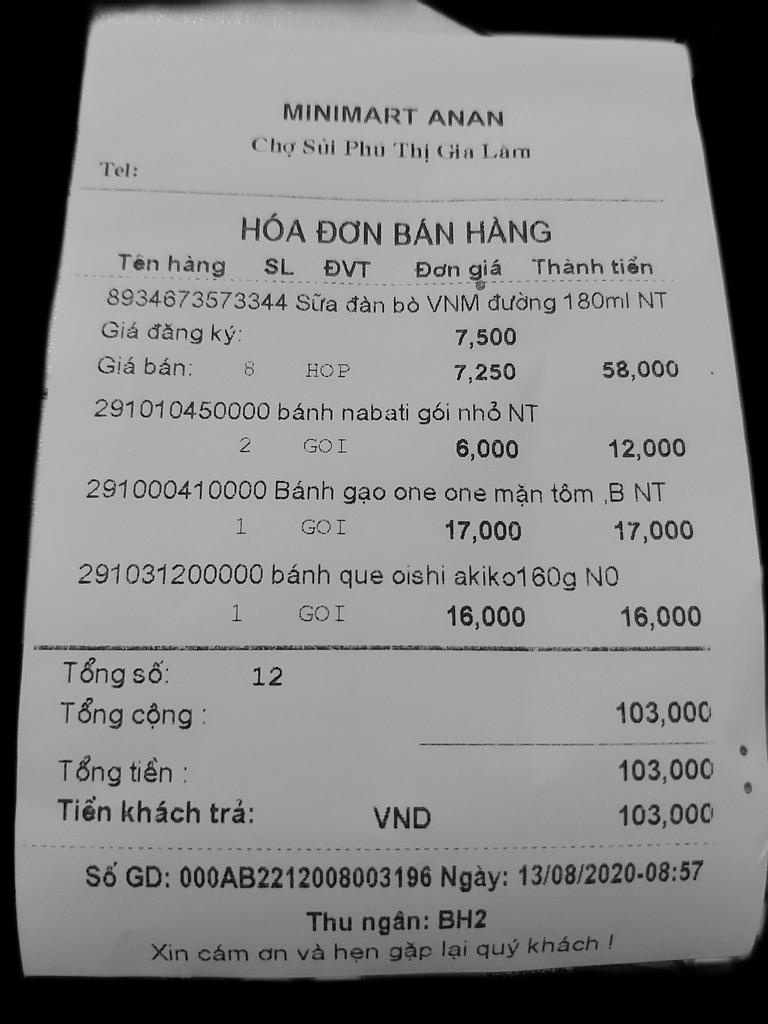 MINIMART ANAN
Chợ Sủi Phú Thị Gia Lâm
Tel:
HÓA ĐƠN BÁN HÀNG
Tên hàng SL ĐVT Đơn giá Thành tiền
8934673573344 Sữa đàn bò VNM đường 180ml NT
Giá đăng ký: 7,500
Giá bán: 8 HOP 7,250 58,000
291010450000 bánh nabati gói nhỏ NT
2 GOI 6,000 12,000
291000410000 Bánh gạo one one mặn tôm ,B NT
1 GOI 17,000 17,000
291031200000 bánh que oishi akiko160g N0
1 GOI 16,000 16,000
Tổng số: 12
Tổng cộng : 103,000
Tổng tiền : 103,000
Tiền khách trả: VND 103,000
Số GD: 000AB2212008003196 Ngày: 13/08/2020-08:57
Thu ngân: BH2
Xin cám ơn và hẹn gặp lại quý khách !